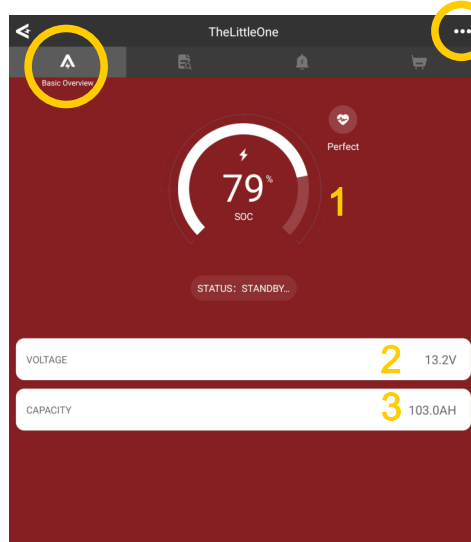 TheLittleOne
Basic Overview
Perfect
79%
SOC
1
STATUS: STANDBY...
VOLTAGE 2 13.2V
CAPACITY 3 103.0AH